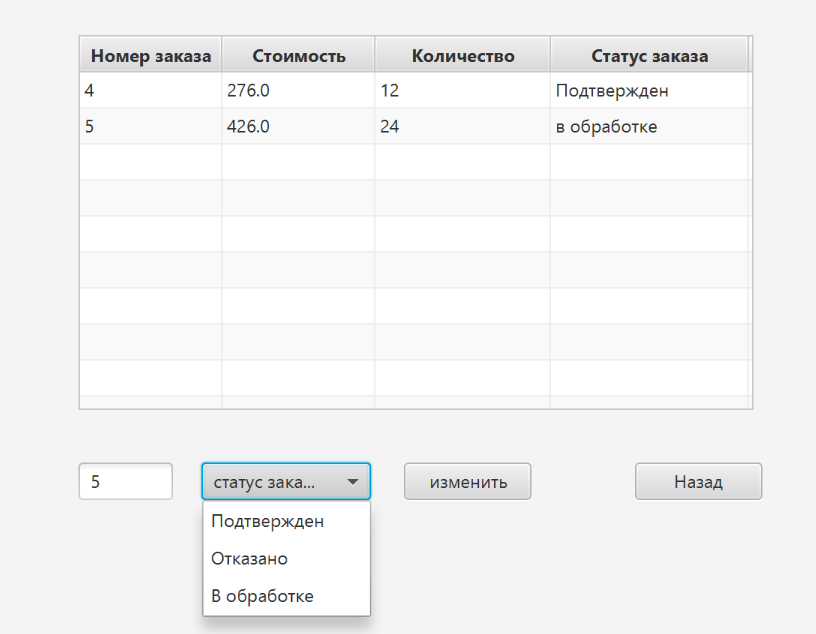 Номер заказа Стоимость Количество Статус заказа
4 276.0 12 Подтвержден
5 426.0 24 в обработке
5 статус зака... изменить Назад
Подтвержден
Отказано
В обработке